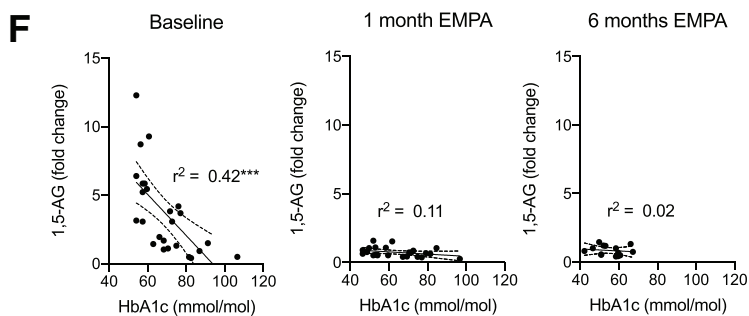 F
Baseline
1 month EMPA
6 months EMPA
1,5-AG (fold change)
15
10
5
0
r² = 0.42***
40 60 80 100 120
HbA1c (mmol/mol)
1,5-AG (fold change)
15
10
5
0
r² = 0.11
40 60 80 100 120
HbA1c (mmol/mol)
1,5-AG (fold change)
15
10
5
0
r² = 0.02
40 60 80 100 120
HbA1c (mmol/mol)